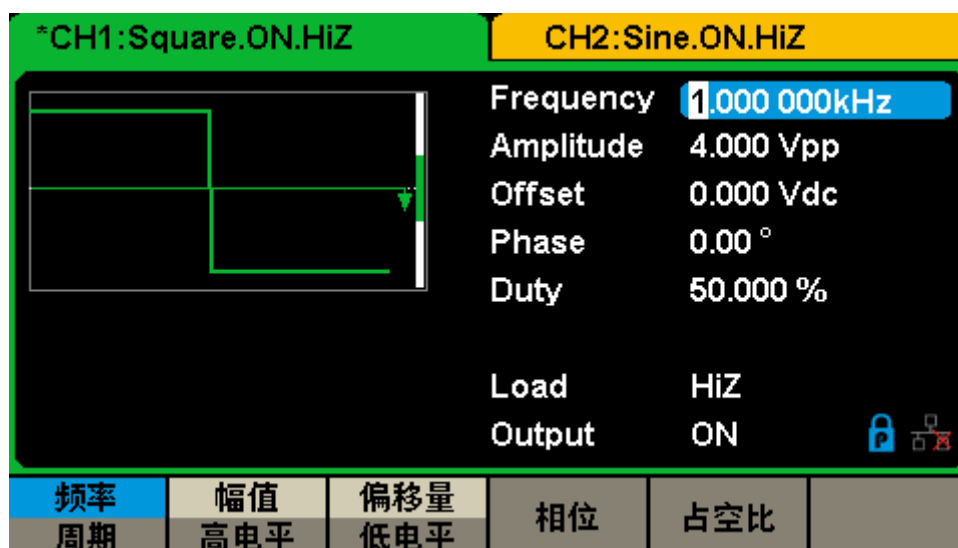 *CH1:Square.ON.HiZ CH2:Sine.ON.HiZ
Frequency 1.000 000kHz
Amplitude 4.000 Vpp
Offset 0.000 Vdc
Phase 0.00 °
Duty 50.000 %
Load HiZ
Output ON
频率 幅值 偏移量 相位 占空比
周期 高电平 低电平